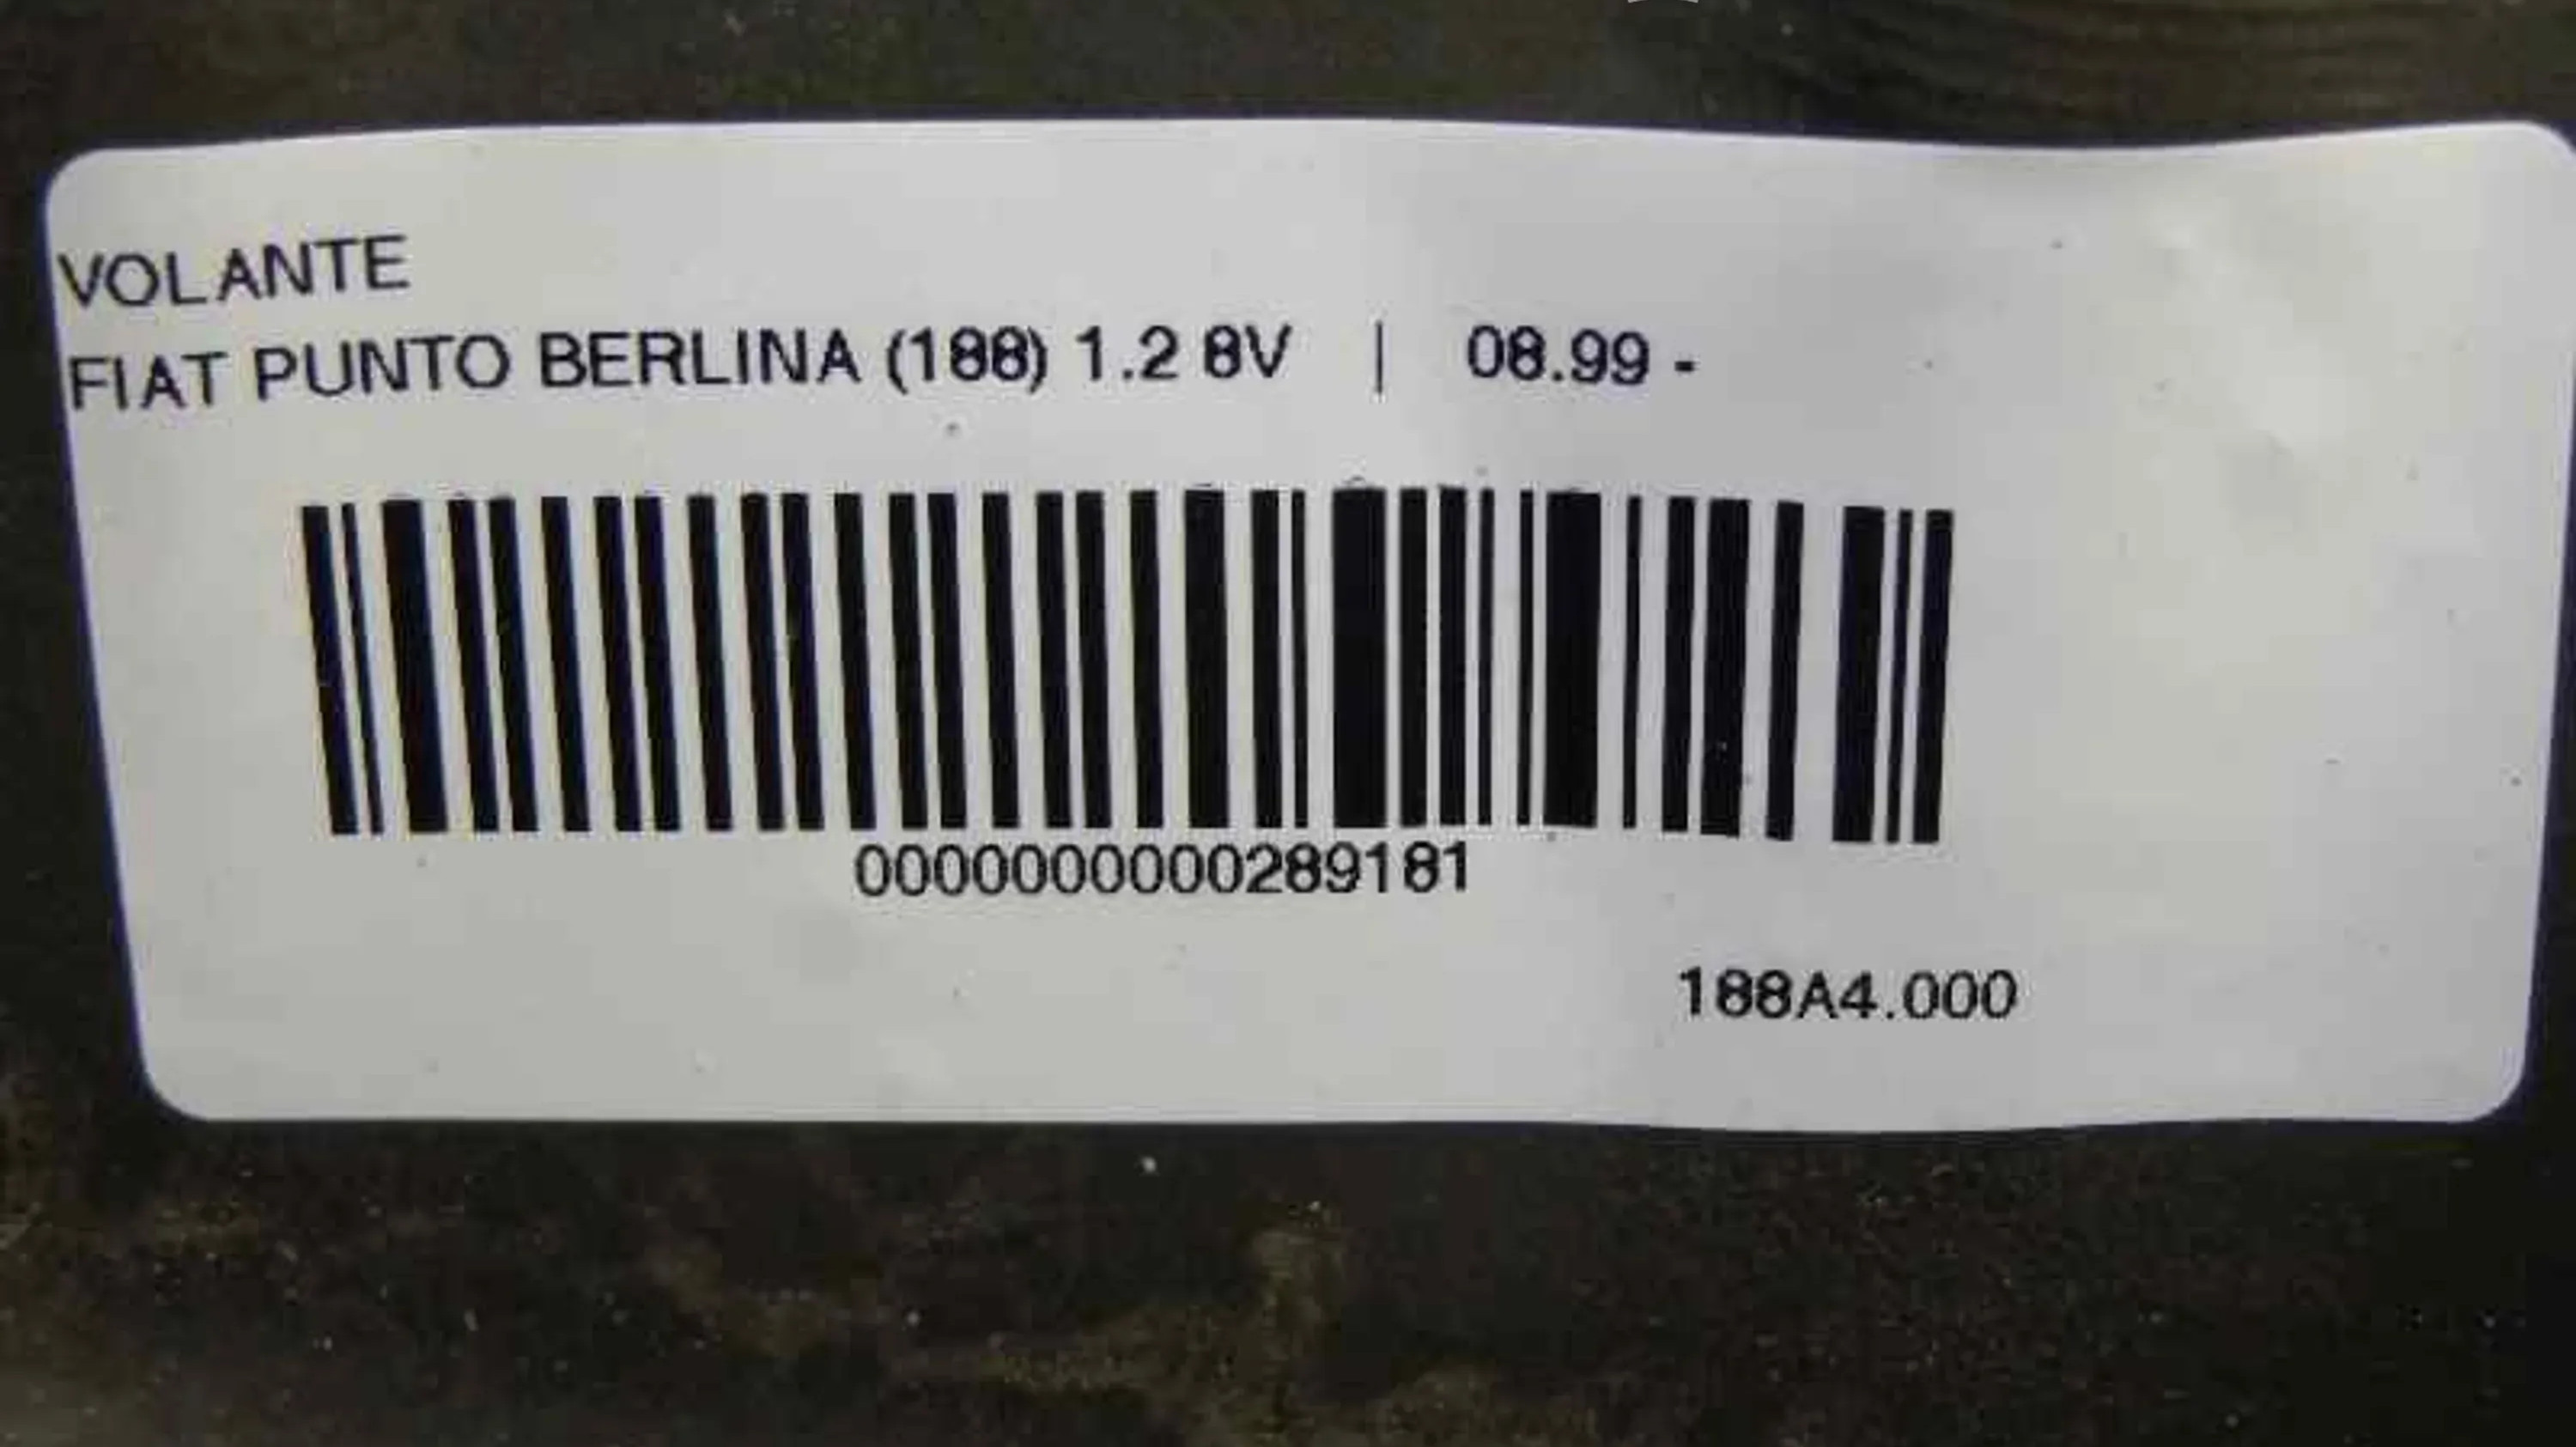 VOLANTE
FIAT PUNTO BERLINA (188) 1.2 8V | 08.99 -
0000000000289181
188A4.000